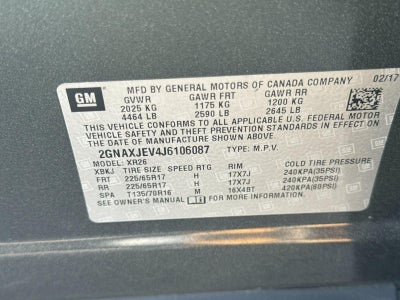 GM
MFD BY GENERAL MOTORS OF CANADA COMPANY 02/17
GVWR GAWR FRT GAWR RR
2025 KG 1175 KG 1200 KG
4464 LB 2590 LB 2645 LB
THIS VEHICLE CONFORMS TO ALL APPLICABLE U.S. FEDERAL MOTOR
VEHICLE SAFETY AND THEFT PREVENTION STANDARDS IN EFFECT ON
THE DATE OF MANUFACTURE SHOWN ABOVE.
2GNAXJEV4J6106087 TYPE: M.P.V.
MODEL: XR26
XBKJ TIRE SIZE SPEED RTG RIM COLD TIRE PRESSURE
FRT 225/65R17 H 17X7J 240KPA(35PSI)
RR 225/65R17 H 17X7J 240KPA(35PSI)
SPA T135/70R16 M 16X4BT 420KPA(60PSI)
SEE OWNER'S MANUAL FOR MORE INFORMATION.